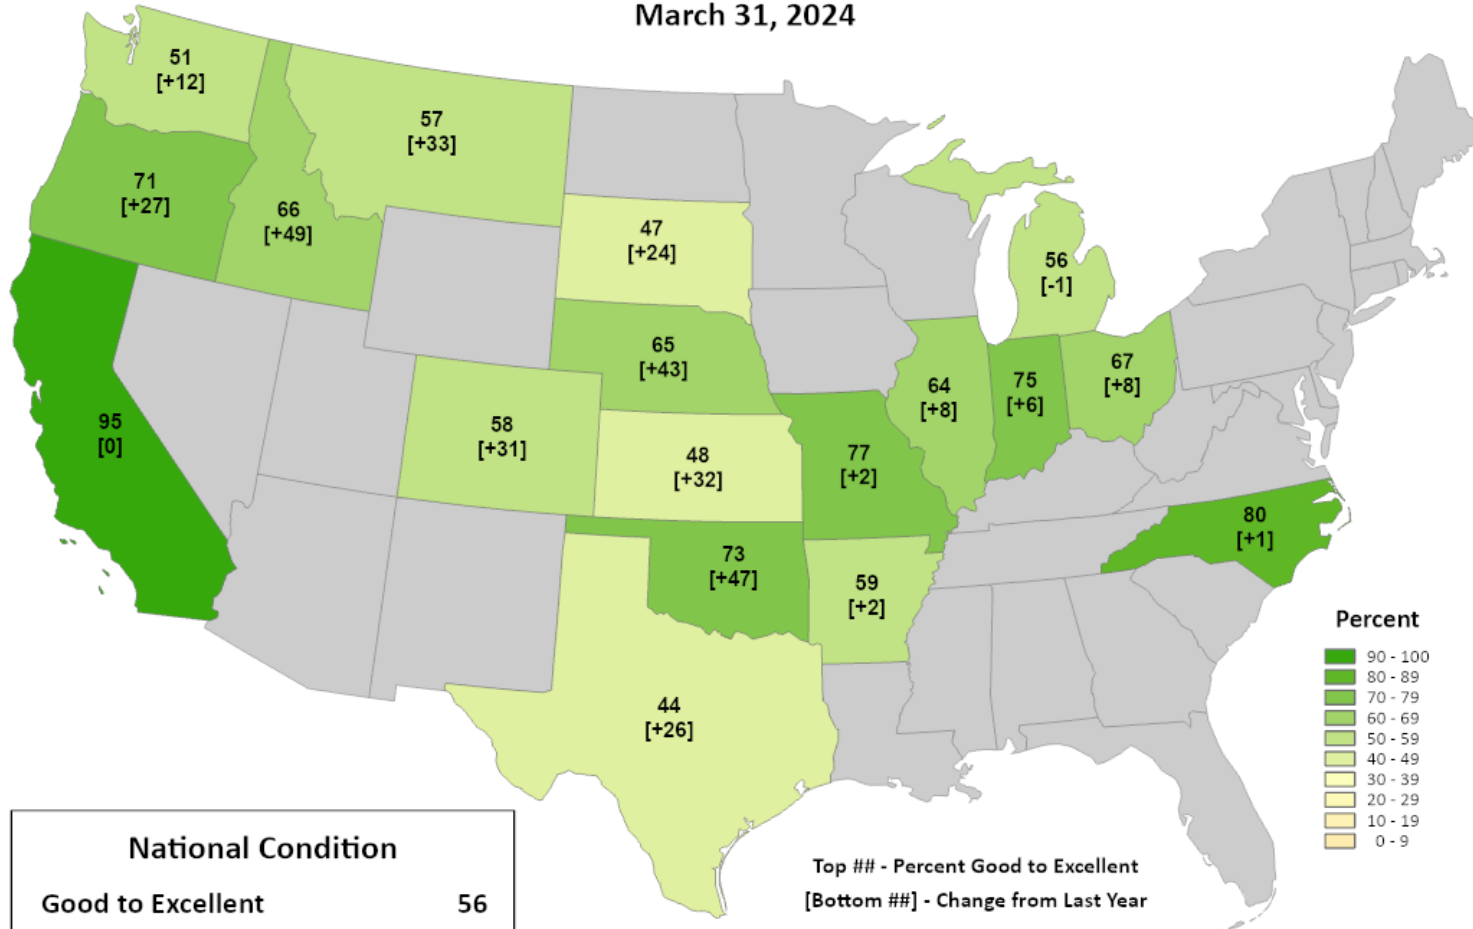 March 31, 2024
51
[+12]
57
[+33]
71
[+27]
66
[+49]
47
[+24]
56
[-1]
65
[+43]
67
[+8]
75
[+6]
64
[+8]
95
[0]
58
[+31]
48
[+32]
77
[+2]
80
[+1]
73
[+47]
59
[+2]
44
[+26]
Percent
90 - 100
80 - 89
70 - 79
60 - 69
50 - 59
40 - 49
30 - 39
20 - 29
10 - 19
0 - 9
National Condition
Good to Excellent 56
Top ## - Percent Good to Excellent
[Bottom ##] - Change from Last Year